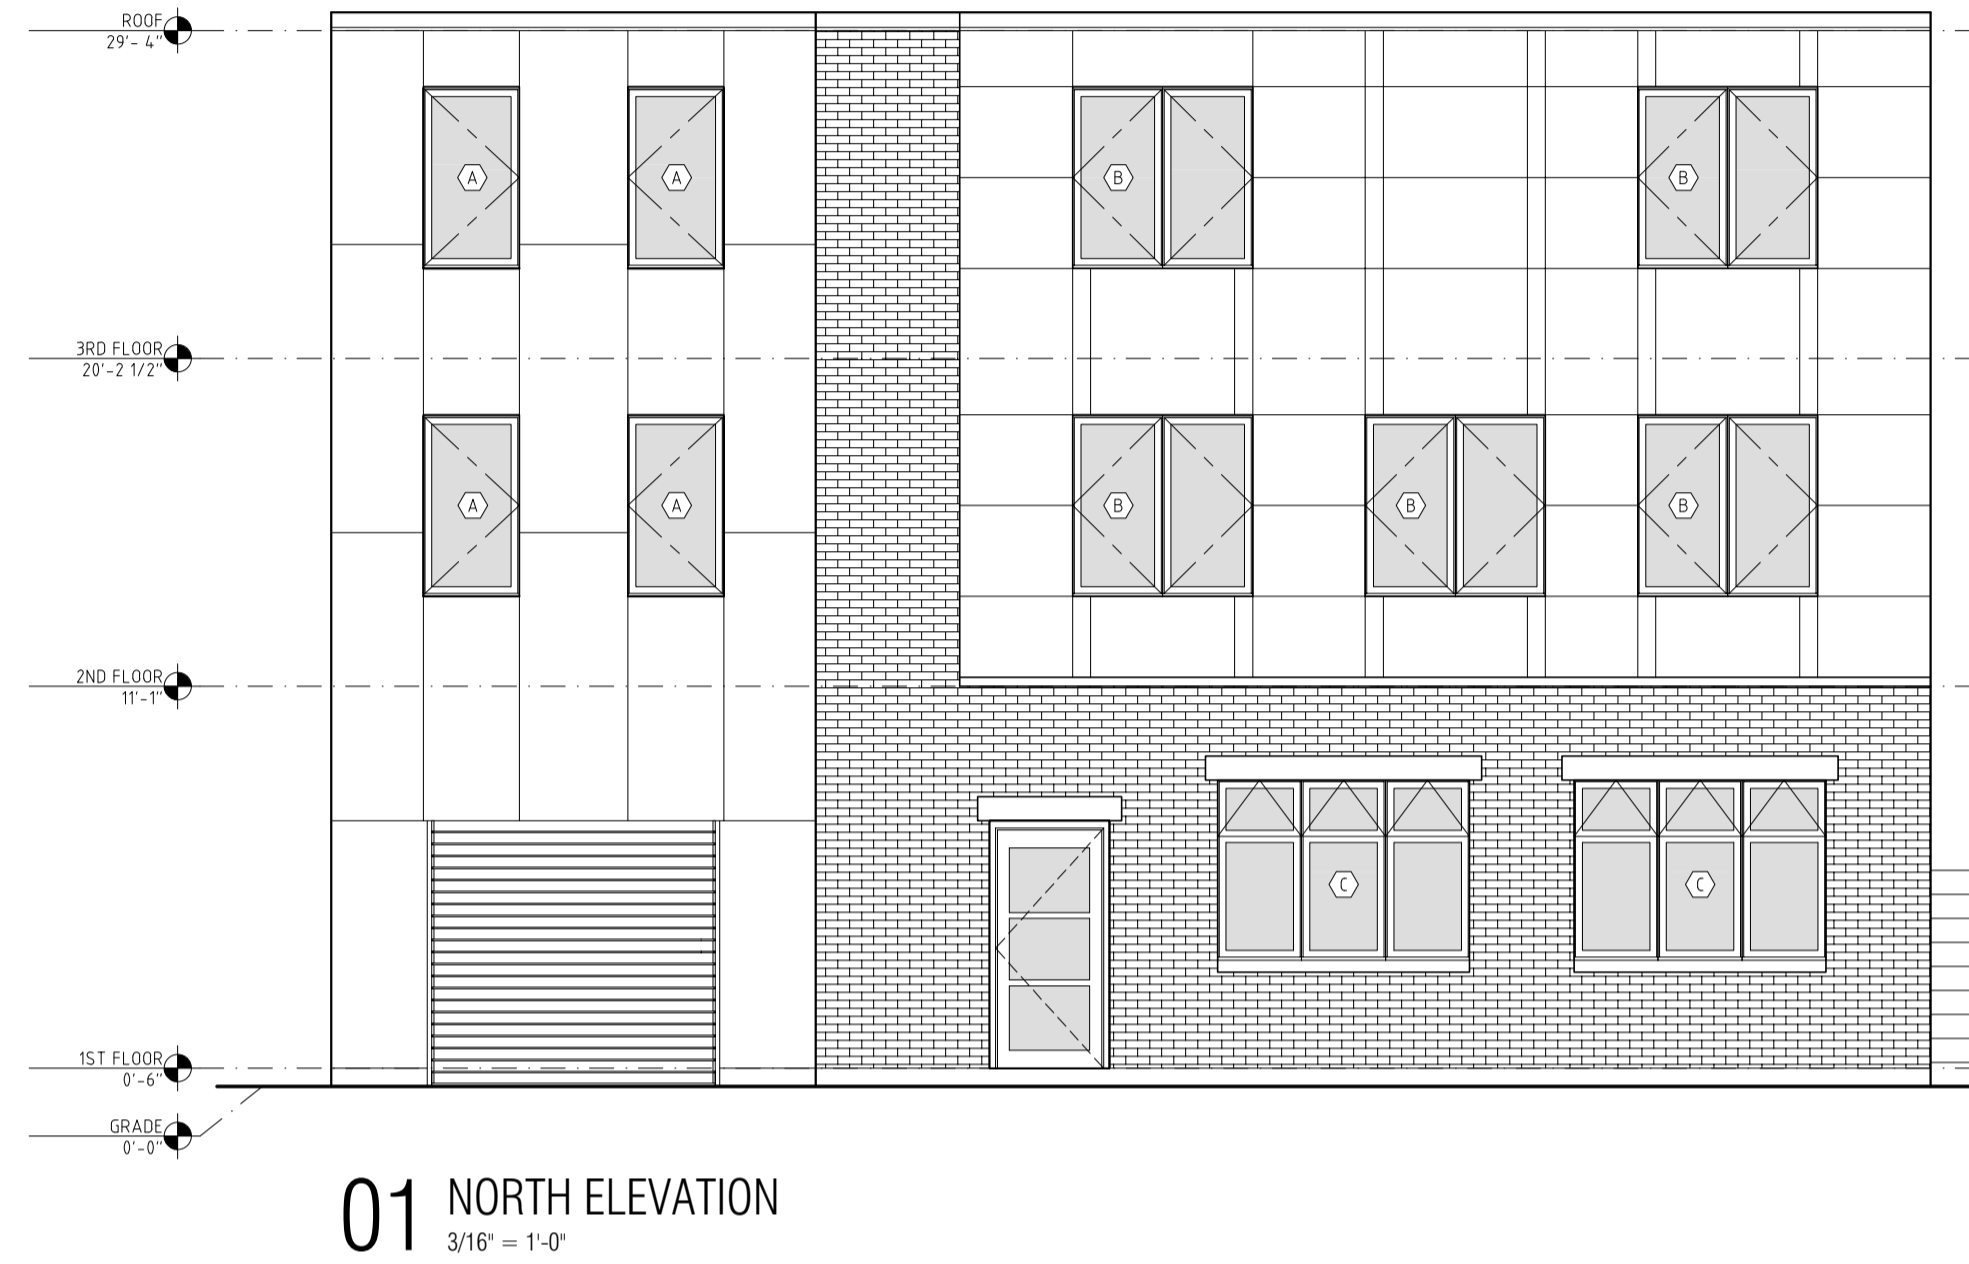 ROOF
29'- 4"
A A B B
3RD FLOOR
20'-2 1/2"
A A B B B
2ND FLOOR
11'-1"
C C
1ST FLOOR
0'-6"
GRADE
0'-0"
01 NORTH ELEVATION
3/16" = 1'-0"